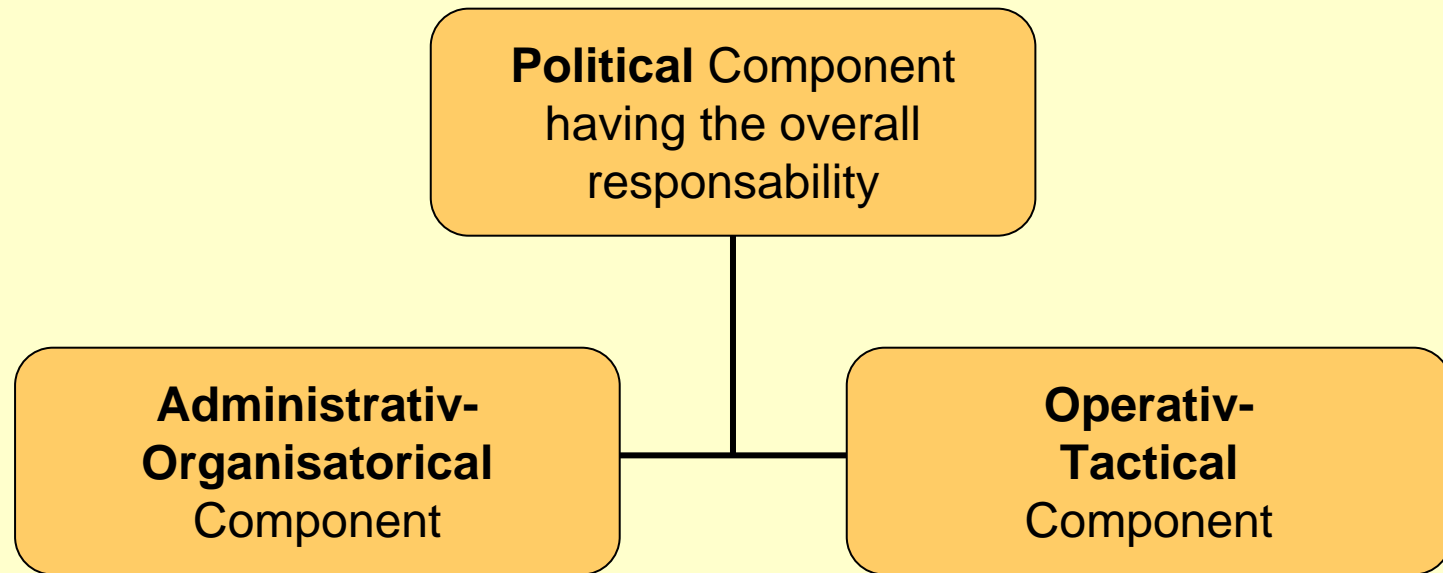 Political Component
having the overall
responsability
Administrativ-
Organisatorical
Component
Operativ-
Tactical
Component